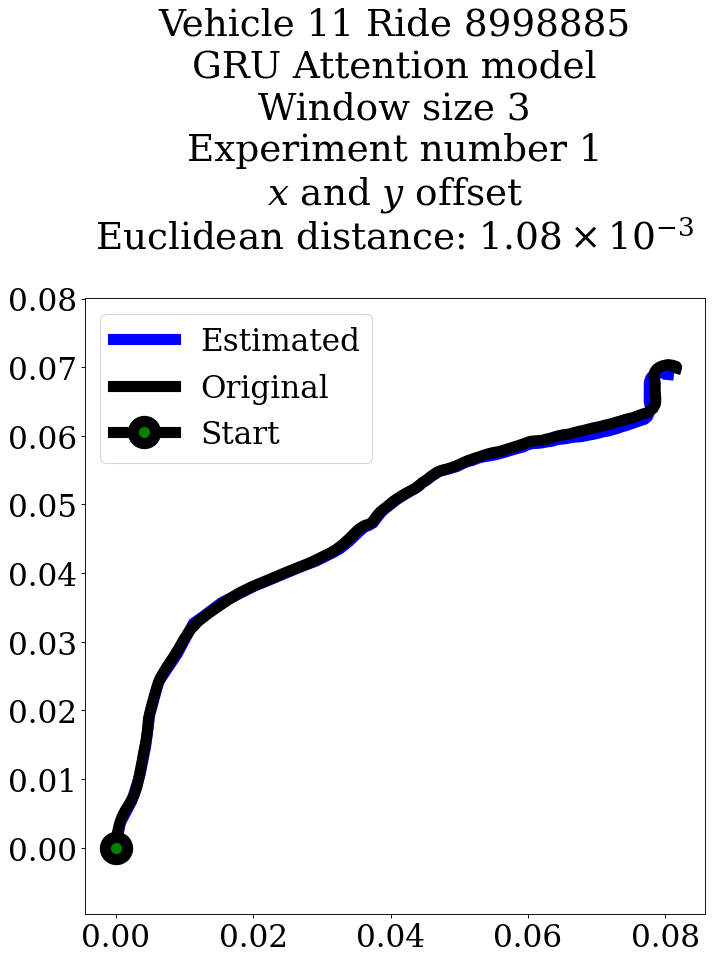 Vehicle 11 Ride 8998885
GRU Attention model
Window size 3
Experiment number 1
x and y offset
Euclidean distance: 1.08 × 10⁻³
0.08
Estimated
0.07
Original
0.06
Start
0.05
0.04
0.03
0.02
0.01
0.00
0.00 0.02 0.04 0.06 0.08